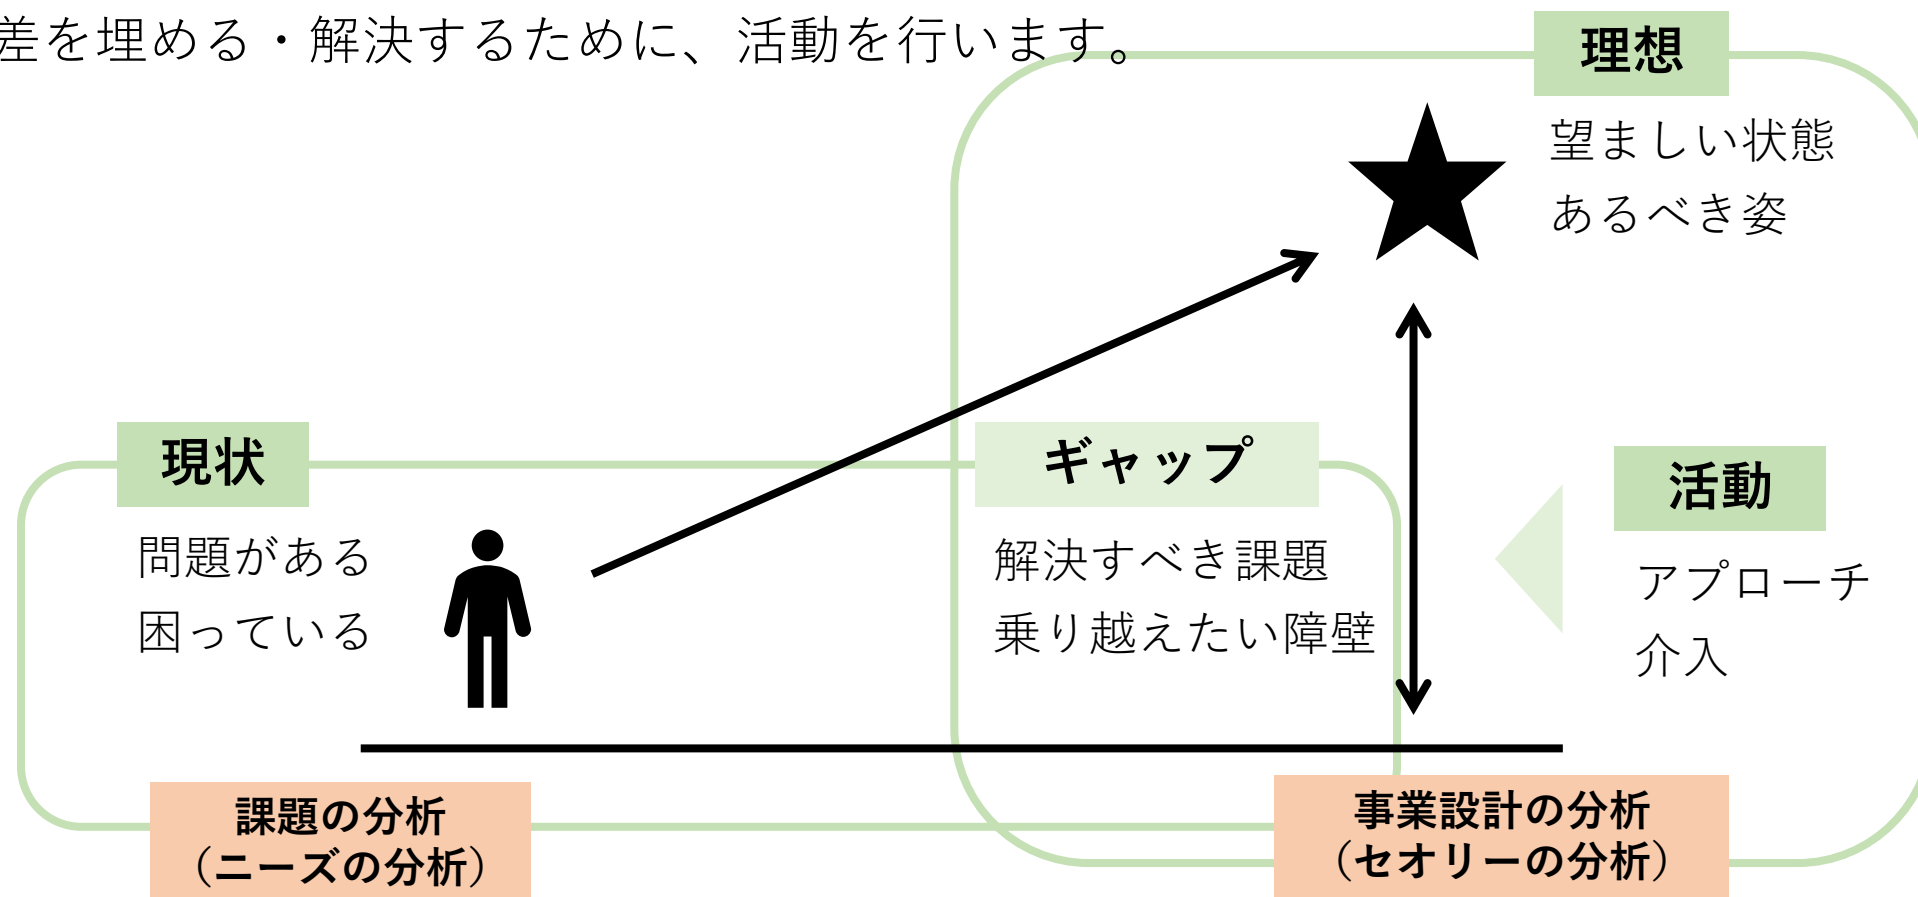 差を埋める・解決するために、活動を行います。
理想
望ましい状態
あるべき姿
現状
問題がある
困っている
ギャップ
解決すべき課題
乗り越えたい障壁
活動
アプローチ
介入
課題の分析
（ニーズの分析）
事業設計の分析
（セオリーの分析）